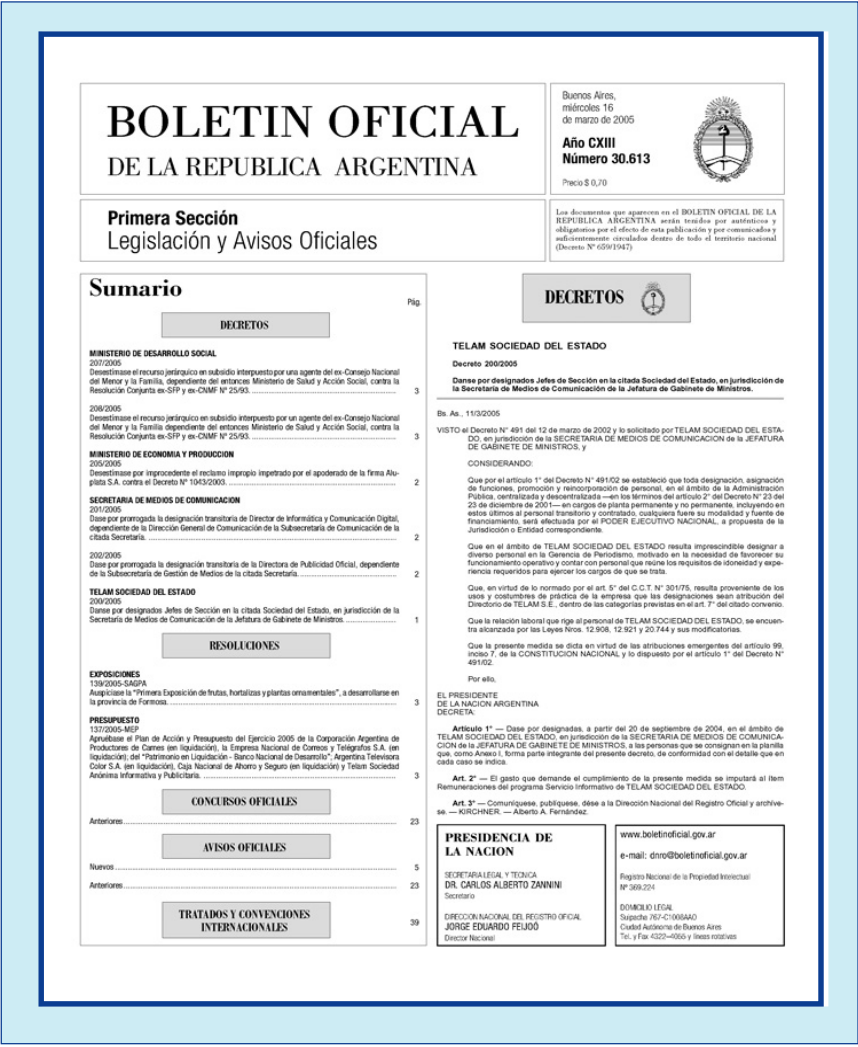 BOLETIN OFICIAL
DE LA REPUBLICA ARGENTINA
Buenos Aires,
miércoles 16
de marzo de 2005
Año CXIII
Número 30.613
Precio $ 0,70
Primera Sección
Legislación y Avisos Oficiales
Los documentos que aparecen en el BOLETIN OFICIAL DE LA
REPUBLICA ARGENTINA serán tenidos por auténticos y
obligatorios por el efecto de esta publicación y por comunicados y
suficientemente circulados dentro de todo el territorio nacional
(Decreto Nº 659/1947)
Sumario
Pág.
DECRETOS
MINISTERIO DE DESARROLLO SOCIAL
207/2005
Desestímase el recurso jerárquico en subsidio interpuesto por una agente del ex-Consejo Nacional
del Menor y la Familia, dependiente del entonces Ministerio de Salud y Acción Social, contra la
Resolución Conjunta ex-SFP y ex-CNMF Nº 25/93. 3
208/2005
Desestímase el recurso jerárquico en subsidio interpuesto por un agente del ex-Consejo Nacional
del Menor y la Familia, dependiente del entonces Ministerio de Salud y Acción Social, contra la
Resolución Conjunta ex-SFP y ex-CNMF Nº 25/93. 3
MINISTERIO DE ECONOMIA Y PRODUCCION
205/2005
Desestímase por improcedente el reclamo impropio impetrado por el apoderado de la firma Alu-
plata S.A. contra el Decreto Nº 1043/2003. 2
SECRETARIA DE MEDIOS DE COMUNICACION
201/2005
Dase por prorrogada la designación transitoria de Director de Informática y Comunicación Digital,
dependiente de la Dirección General de Comunicación de la Subsecretaría de Comunicación de la
citada Secretaría. 2
202/2005
Dase por prorrogada la designación transitoria de la Directora de Publicidad Oficial, dependiente
de la Subsecretaría de Gestión de Medios de la citada Secretaría. 2
TELAM SOCIEDAD DEL ESTADO
200/2005
Danse por designados Jefes de Sección en la citada Sociedad del Estado, en jurisdicción de la
Secretaría de Medios de Comunicación de la Jefatura de Gabinete de Ministros. 1
RESOLUCIONES
EXPOSICIONES
139/2005-SAGPA
Auspíciase la “Primera Exposición de frutas, hortalizas y plantas ornamentales”, a desarrollarse en
la provincia de Formosa. 3
PRESUPUESTO
137/2005-MEP
Apruébase el Plan de Acción y Presupuesto del Ejercicio 2005 de la Corporación Argentina de
Productores de Carnes (en liquidación), la Empresa Nacional de Correos y Telégrafos S.A. (en
liquidación); del “Patrimonio en Liquidación - Banco Nacional de Desarrollo”; Argentina Televisora
Color S.A. (en liquidación), Caja Nacional de Ahorro y Seguro (en liquidación) y Telam Sociedad
Anónima Informativa y Publicitaria. 3
CONCURSOS OFICIALES
Anteriores 23
AVISOS OFICIALES
Nuevos 5
Anteriores 23
TRATADOS Y CONVENCIONES
INTERNACIONALES 39
DECRETOS
TELAM SOCIEDAD DEL ESTADO
Decreto 200/2005
Danse por designados Jefes de Sección en la citada Sociedad del Estado, en jurisdicción de
la Secretaría de Medios de Comunicación de la Jefatura de Gabinete de Ministros.
Bs. As., 11/3/2005
VISTO el Decreto N° 491 del 12 de marzo de 2002 y lo solicitado por TELAM SOCIEDAD DEL ESTA-
DO, en jurisdicción de la SECRETARIA DE MEDIOS DE COMUNICACION de la JEFATURA
DE GABINETE DE MINISTROS, y
CONSIDERANDO:
Que por el artículo 1° del Decreto N° 491/02 se estableció que toda designación, asignación
de funciones, promoción y reincorporación de personal, en el ámbito de la Administración
Pública, centralizada y descentralizada —en los términos del artículo 2° del Decreto N° 23 del
23 de diciembre de 2001— en cargos de planta permanente y no permanente, incluyendo en
estos últimos al personal transitorio y contratado, cualquiera fuere su modalidad y fuente de
financiamiento, será efectuada por el PODER EJECUTIVO NACIONAL, a propuesta de la
Jurisdicción o Entidad correspondiente.
Que en el ámbito de TELAM SOCIEDAD DEL ESTADO resulta imprescindible designar a
diverso personal en la Gerencia de Periodismo, motivado en la necesidad de favorecer su
funcionamiento operativo y contar con personal que reúne los requisitos de idoneidad y expe-
riencia requeridos para ejercer los cargos de que se trata.
Que, en virtud de lo normado por el art. 5° del C.C.T. N° 301/75, resulta proveniente de los
usos y costumbres de práctica de la empresa que las designaciones sean atribución del
Directorio de TELAM S.E., dentro de las categorías previstas en el art. 7° del citado convenio.
Que la relación laboral que rige al personal de TELAM SOCIEDAD DEL ESTADO, se encuen-
tra alcanzada por las Leyes Nros. 12.908, 12.921 y 20.744 y sus modificatorias.
Que la presente medida se dicta en virtud de las atribuciones emergentes del artículo 99,
inciso 7, de la CONSTITUCION NACIONAL y lo dispuesto por el artículo 1° del Decreto N°
491/02.
Por ello,
EL PRESIDENTE
DE LA NACION ARGENTINA
DECRETA:
Artículo 1° — Dase por designadas, a partir del 20 de septiembre de 2004, en el ámbito de
TELAM SOCIEDAD DEL ESTADO, en jurisdicción de la SECRETARIA DE MEDIOS DE COMUNICA-
CION de la JEFATURA DE GABINETE DE MINISTROS, a las personas que se consignan en la planilla
que, como Anexo I, forma parte integrante del presente decreto, de conformidad con el detalle que en
cada caso se indica.
Art. 2° — El gasto que demande el cumplimiento de la presente medida se imputará al ítem
Remuneraciones del programa Servicio Informativo de TELAM SOCIEDAD DEL ESTADO.
Art. 3° — Comuníquese, publíquese, dése a la Dirección Nacional del Registro Oficial y archíve-
se. — KIRCHNER. — Alberto A. Fernández.
PRESIDENCIA DE
LA NACION
SECRETARIA LEGAL Y TECNICA
DR. CARLOS ALBERTO ZANNINI
Secretario
DIRECCION NACIONAL DEL REGISTRO OFICIAL
JORGE EDUARDO FEIJOÓ
Director Nacional
www.boletinoficial.gov.ar
e-mail: dnro@boletinoficial.gov.ar
Registro Nacional de la Propiedad Intelectual
Nº 369.224
DOMICILIO LEGAL
Suipacha 767-C1008AAO
Ciudad Autónoma de Buenos Aires
Tel. y Fax 4322-4055 y líneas rotativas